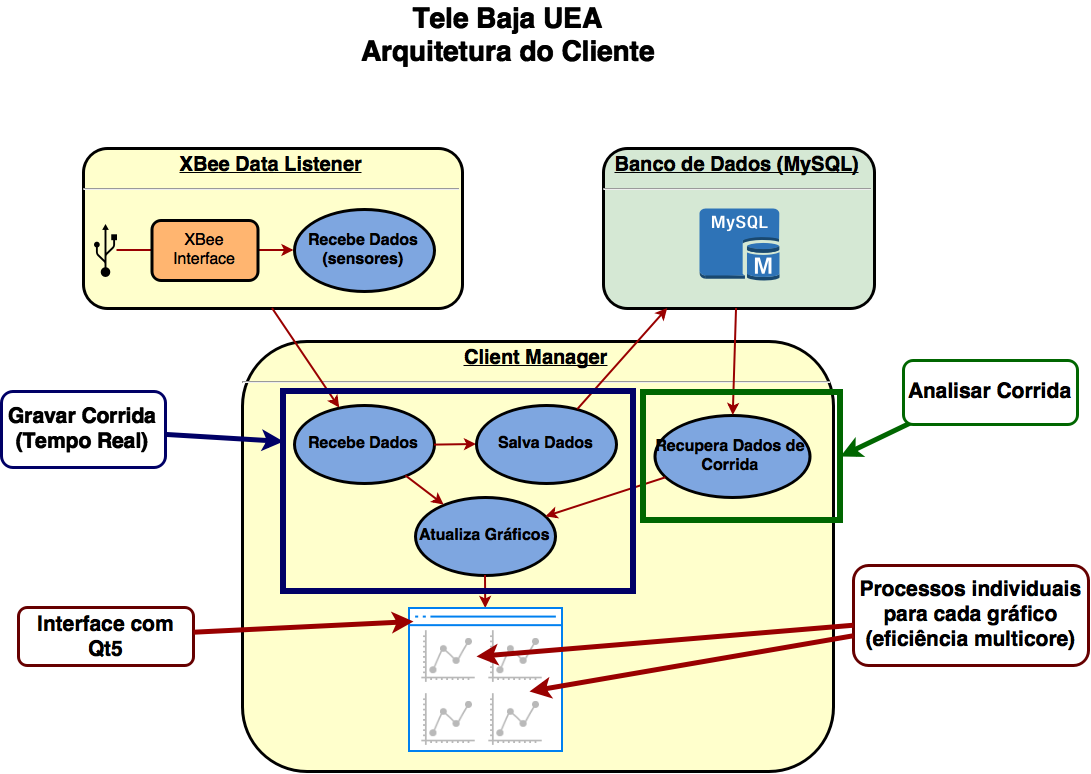 Tele Baja UEA
Arquitetura do Cliente
XBee Data Listener
XBee
Interface
Recebe Dados
(sensores)
Banco de Dados (MySQL)
MySQL
M
Client Manager
Gravar Corrida
(Tempo Real)
Recebe Dados
Salva Dados
Recupera Dados de
Corrida
Analisar Corrida
Atualiza Gráficos
Interface com
Qt5
Processos individuais
para cada gráfico
(eficiência multicore)